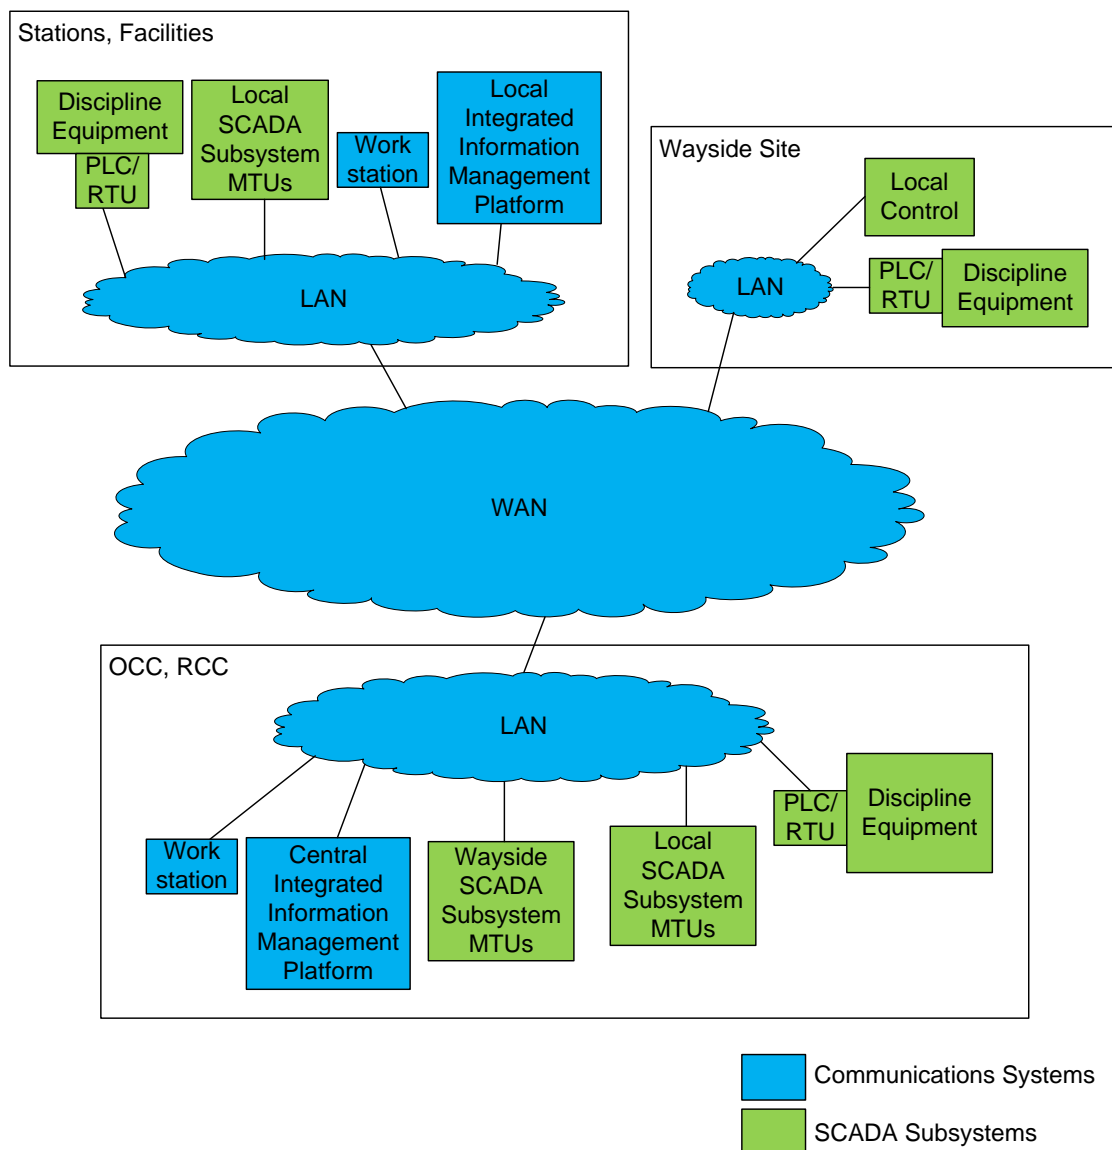 Stations, Facilities
Discipline
Equipment
PLC/
RTU
Local
SCADA
Subsystem
MTUs
Work
station
Local
Integrated
Information
Management
Platform
LAN
Wayside Site
Local
Control
LAN
PLC/
RTU
Discipline
Equipment
WAN
OCC, RCC
LAN
Work
station
Central
Integrated
Information
Management
Platform
Wayside
SCADA
Subsystem
MTUs
Local
SCADA
Subsystem
MTUs
PLC/
RTU
Discipline
Equipment
Communications Systems
SCADA Subsystems